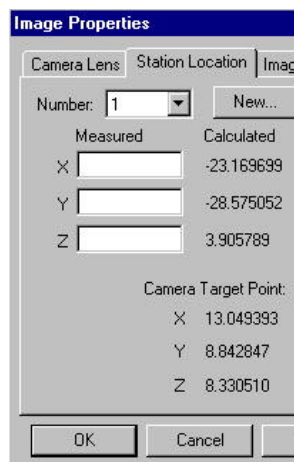 Image Properties
Camera Lens Station Location Imag
Number: 1 New...
Measured Calculated
X -23.169699
Y -28.575052
Z 3.905789
Camera Target Point:
X 13.049393
Y 8.842847
Z 8.330510
OK Cancel